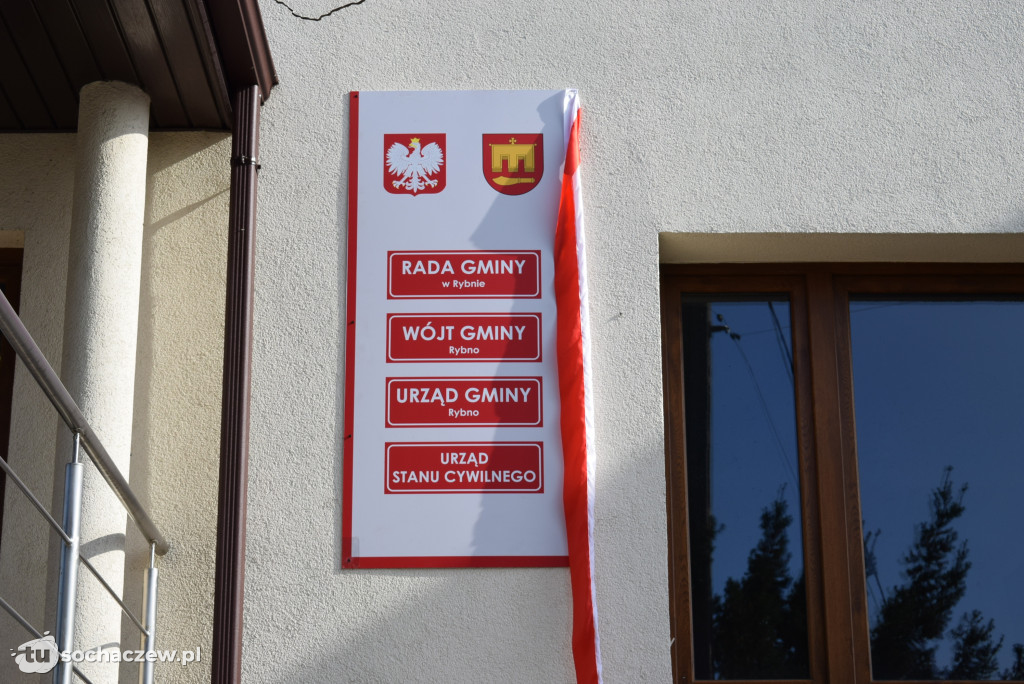 RADA GMINY
w Rybnie
WÓJT GMINY
Rybno
URZĄD GMINY
Rybno
URZĄD
STANU CYWILNEGO
tu sochaczew.pl